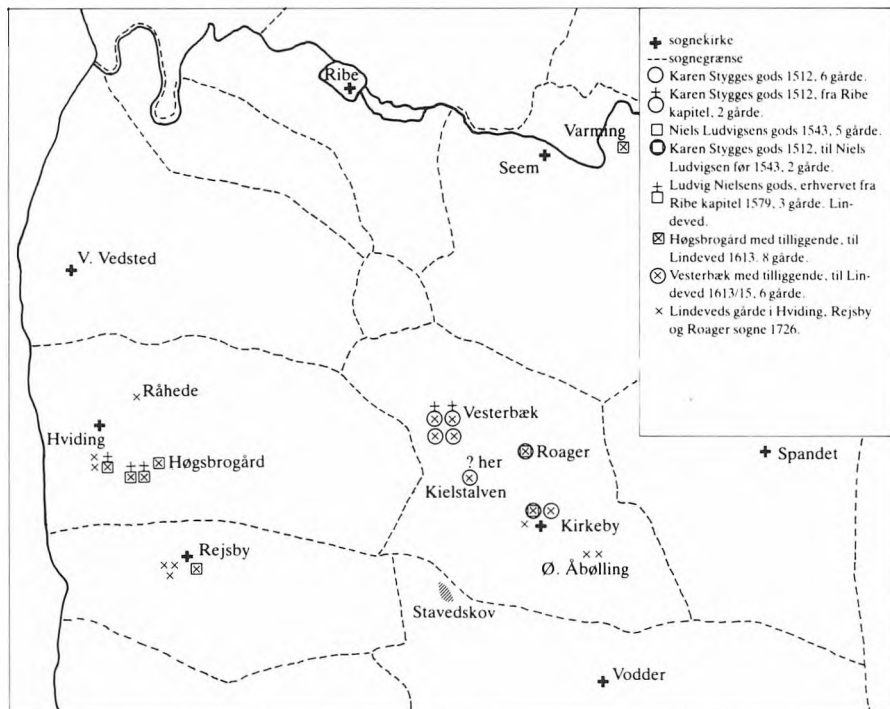 sognekirke
sognegrænse
Karen Stygges gods 1512, 6 gårde.
Karen Stygges gods 1512, fra Ribe
kapitel, 2 gårde.
Niels Ludvigsens gods 1543, 5 gårde.
Karen Stygges gods 1512, til Niels
Ludvigsen før 1543, 2 gårde.
Ludvig Nielsens gods, erhvervet fra
Ribe kapitel 1579, 3 gårde. Lin-
deved.
Høgsbrogård med tilliggende, til
Lindeved 1613. 8 gårde.
Vesterbæk med tilliggende, til Lin-
deved 1613/15, 6 gårde.
Lindeveds gårde i Hviding, Rejsby
og Roager sogne 1726.
Ribe
Varming
Seem
V. Vedsted
Råhede
Hviding
Høgsbrogård
Vesterbæk
? her
Kielstalven
Roager
Spandet
Kirkeby
Rejsby
Ø. Åbølling
Stavedskov
Vodder